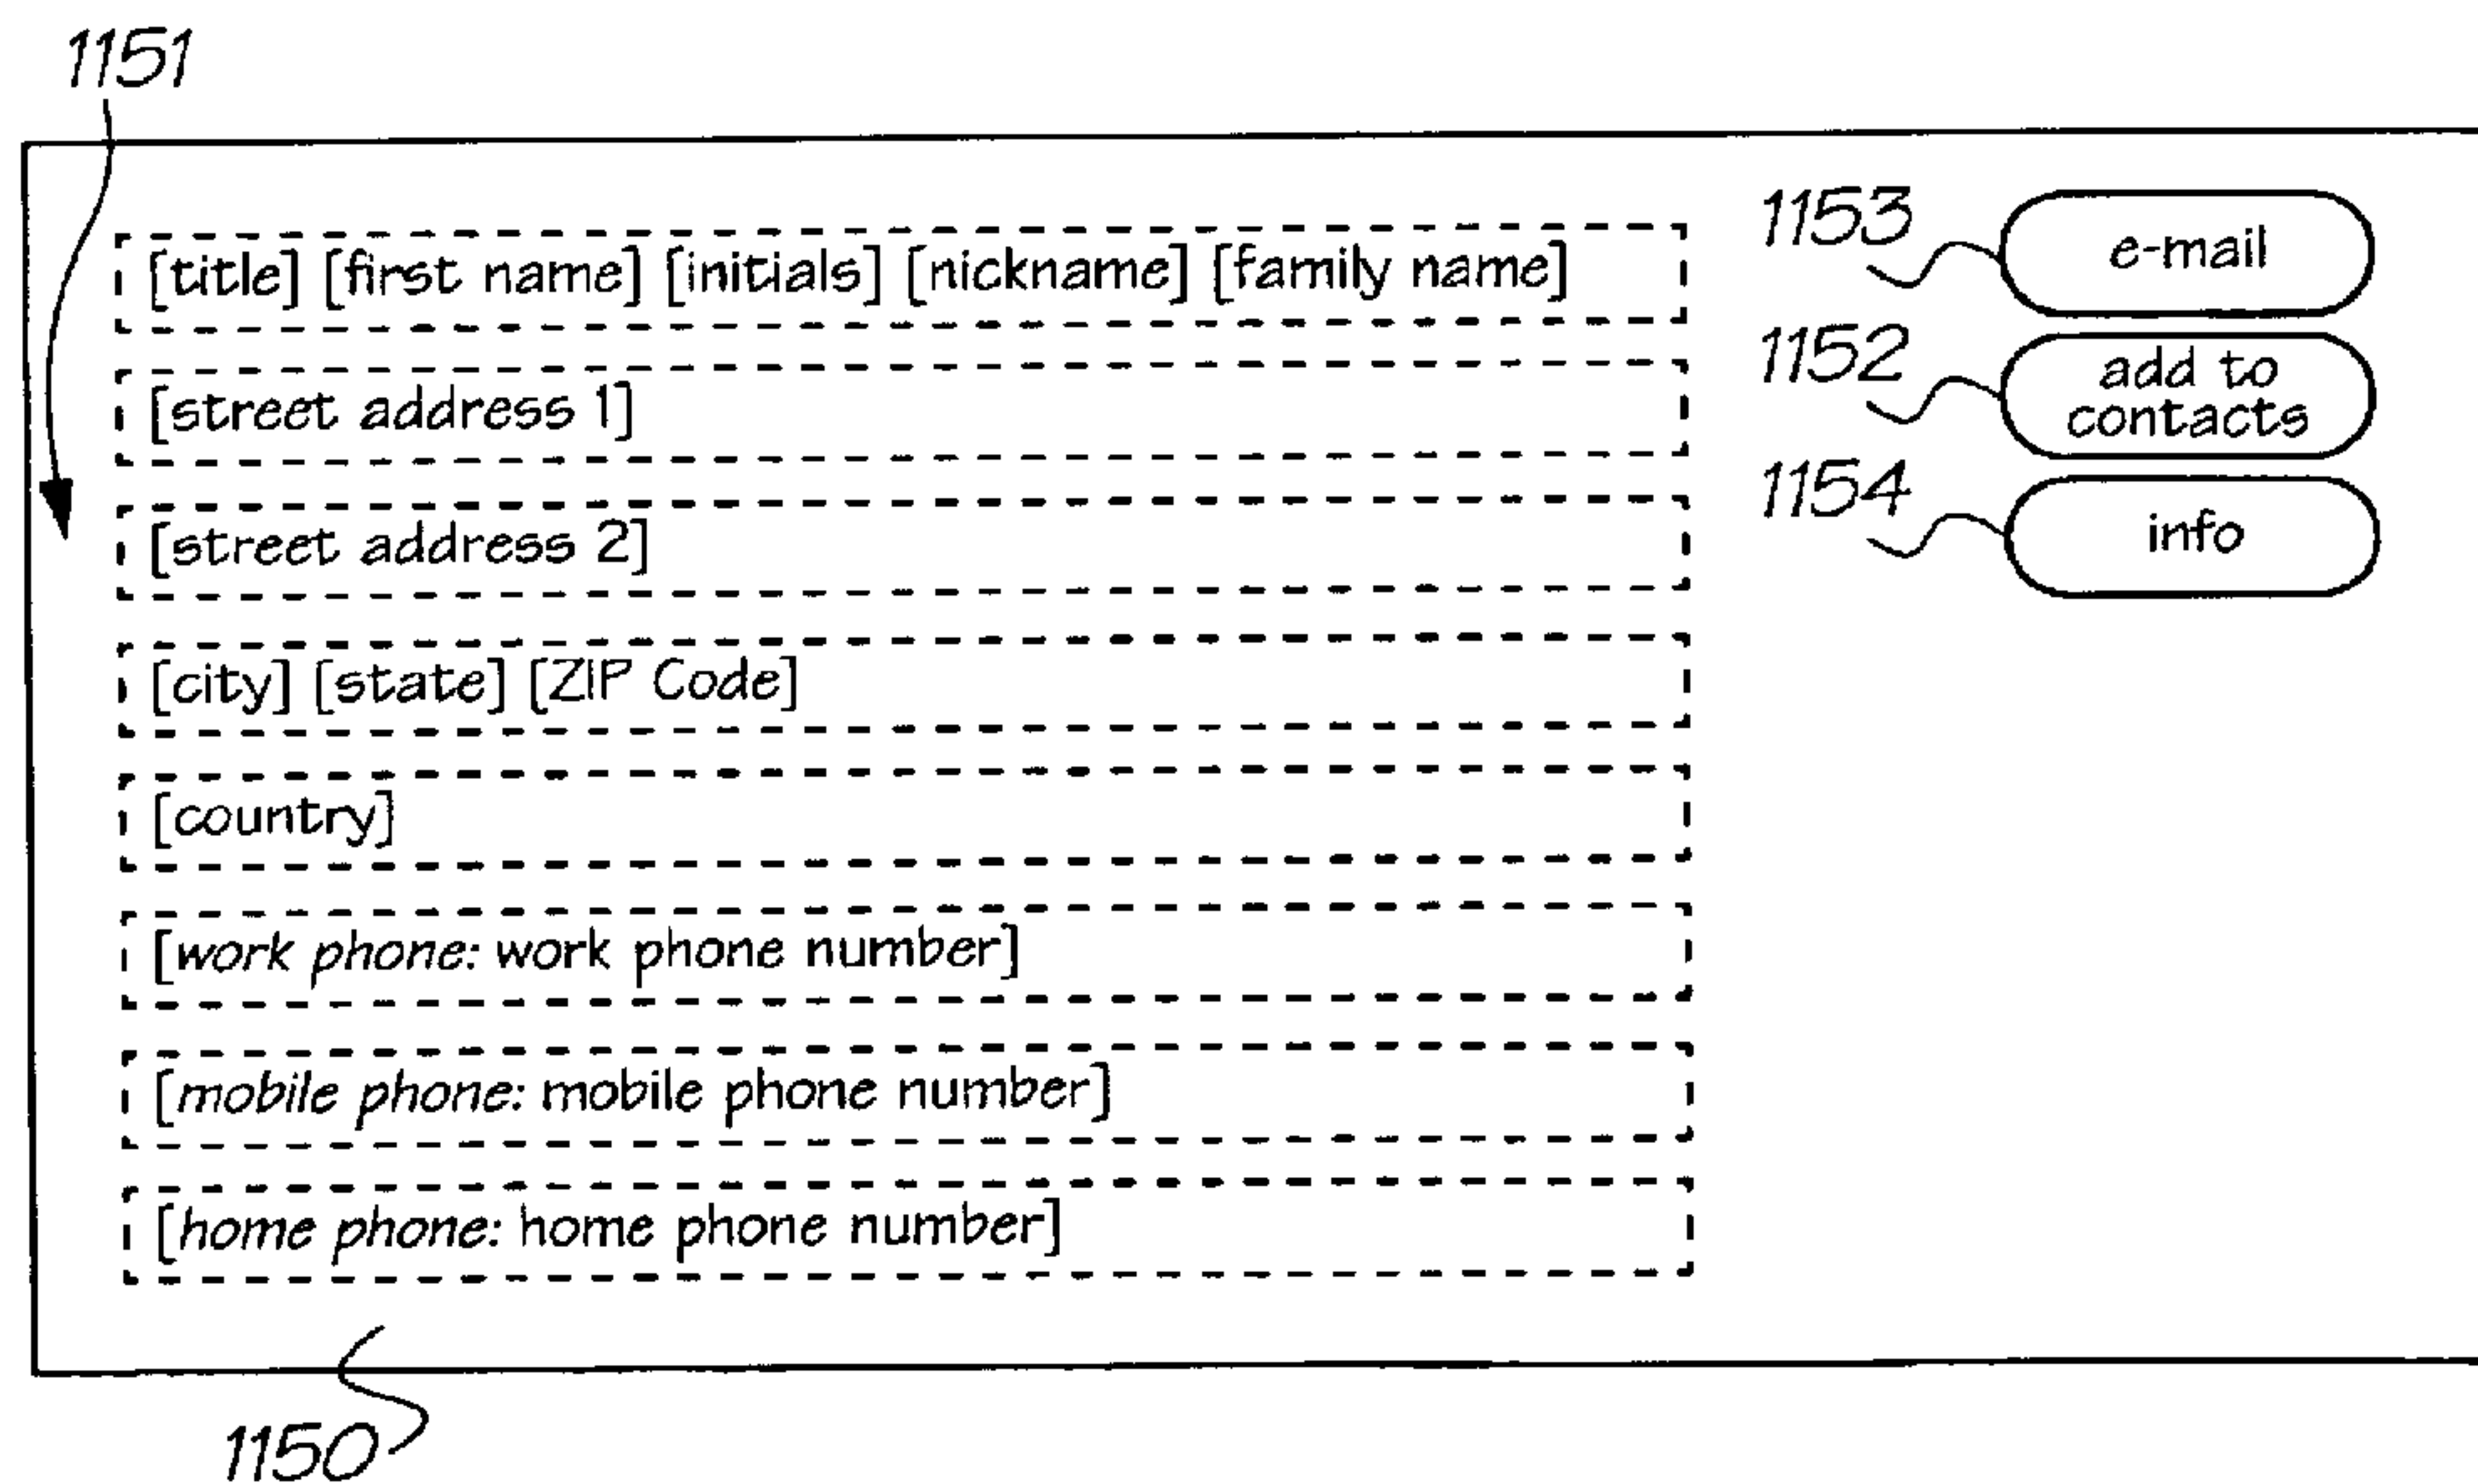 1151
[title] [first name] [initials] [nickname] [family name]
[street address 1]
[street address 2]
[city] [state] [ZIP Code]
[country]
[work phone: work phone number]
[mobile phone: mobile phone number]
[home phone: home phone number]
1153
e-mail
1152
add to
contacts
1154
info
1150